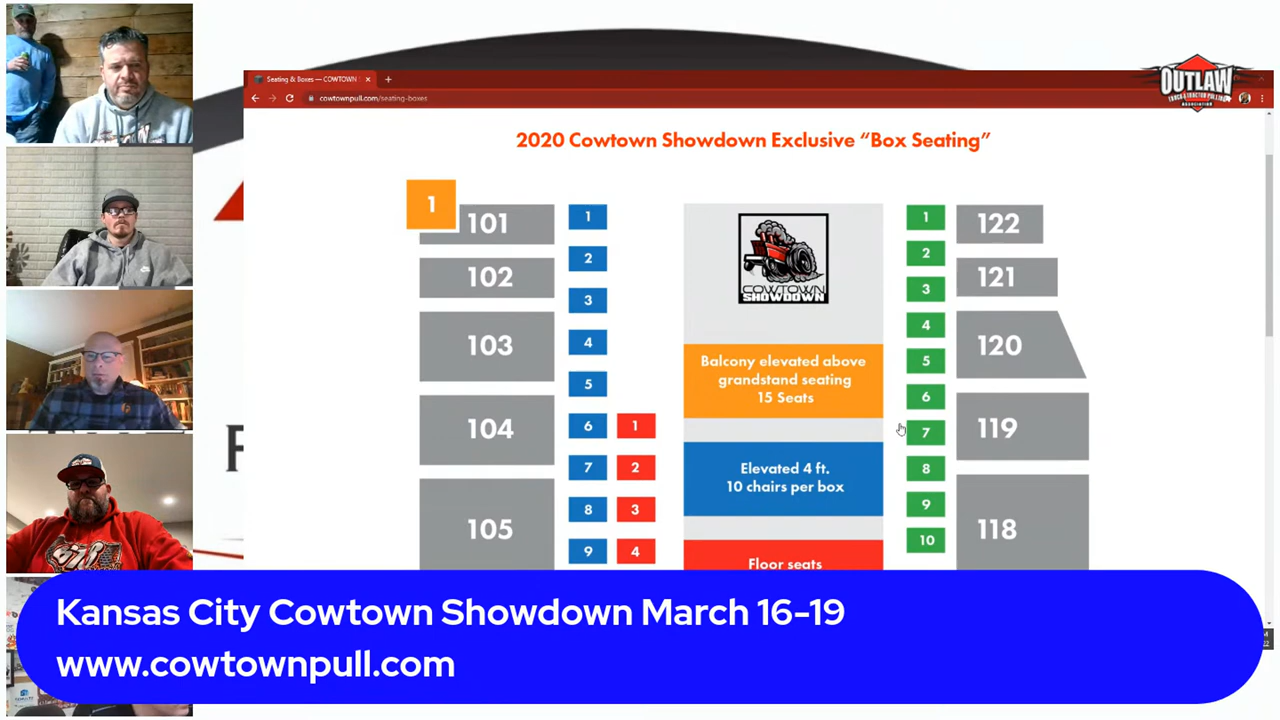 Seating & Boxes — COWTOWN
cowtownpull.com/seating-boxes
OUTLAW
TRUCK & TRACTOR PULLING
ASSOCIATION
2020 Cowtown Showdown Exclusive “Box Seating”
1
101
102
103
104
105
1
2
3
4
5
6
7
8
9
1
2
3
4
COWTOWN
SHOWDOWN
Balcony elevated above
grandstand seating
15 Seats
Elevated 4 ft.
10 chairs per box
Floor seats
1
2
3
4
5
6
7
8
9
10
122
121
120
119
118
Kansas City Cowtown Showdown March 16-19
www.cowtownpull.com